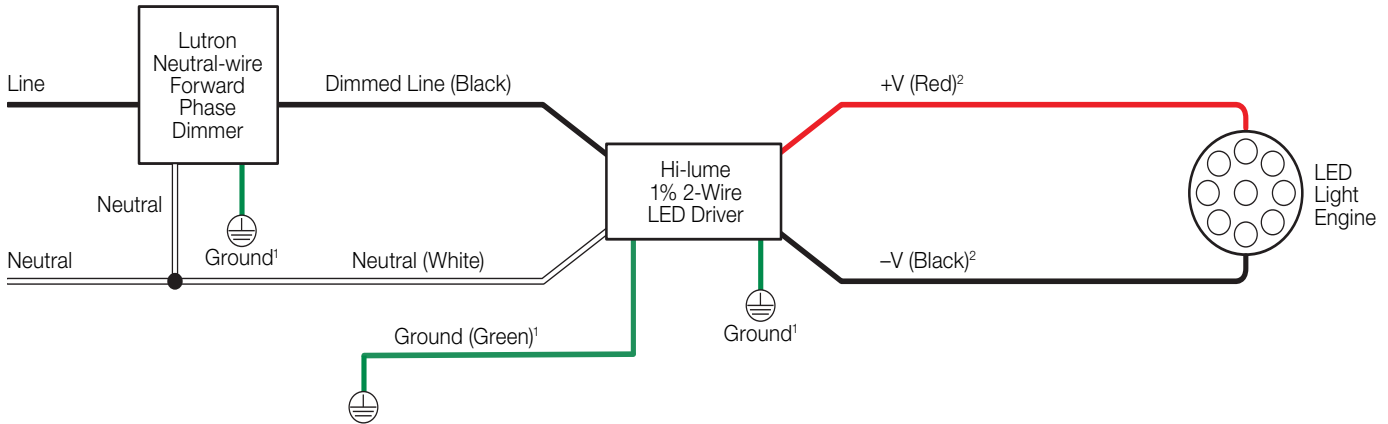 Lutron
Neutral-wire
Forward
Phase
Dimmer
Line
Dimmed Line (Black)
+V (Red)²
Hi-lume
1% 2-Wire
LED Driver
LED
Light
Engine
Neutral
Ground¹
Neutral
Neutral (White)
–V (Black)²
Ground (Green)¹
Ground¹